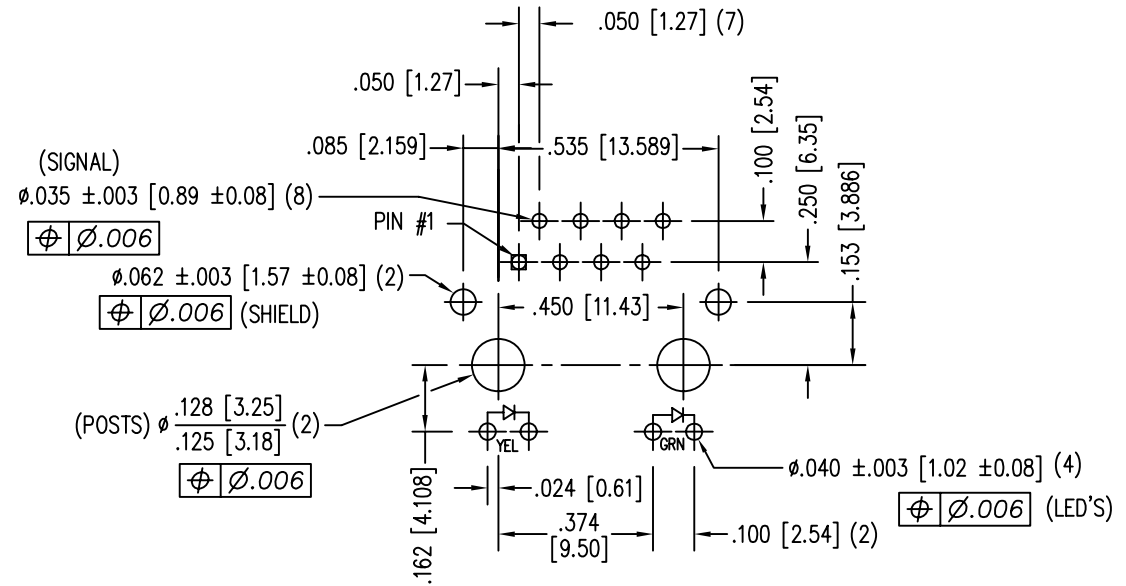 .050 [1.27] (7)
.050 [1.27]
.100 [2.54]
.085 [2.159]
.535 [13.589]
.250 [6.35]
(SIGNAL)
ø.035 ±.003 [0.89 ±0.08] (8)
⌖ Ø.006
PIN #1
.153 [3.886]
ø.062 ±.003 [1.57 ±0.08] (2)
⌖ Ø.006 (SHIELD)
.450 [11.43]
(POSTS) ø .128 [3.25]
.125 [3.18] (2)
⌖ Ø.006
YEL
GRN
ø.040 ±.003 [1.02 ±0.08] (4)
⌖ Ø.006 (LED'S)
.162 [4.108]
.024 [0.61]
.374
[9.50]
.100 [2.54] (2)